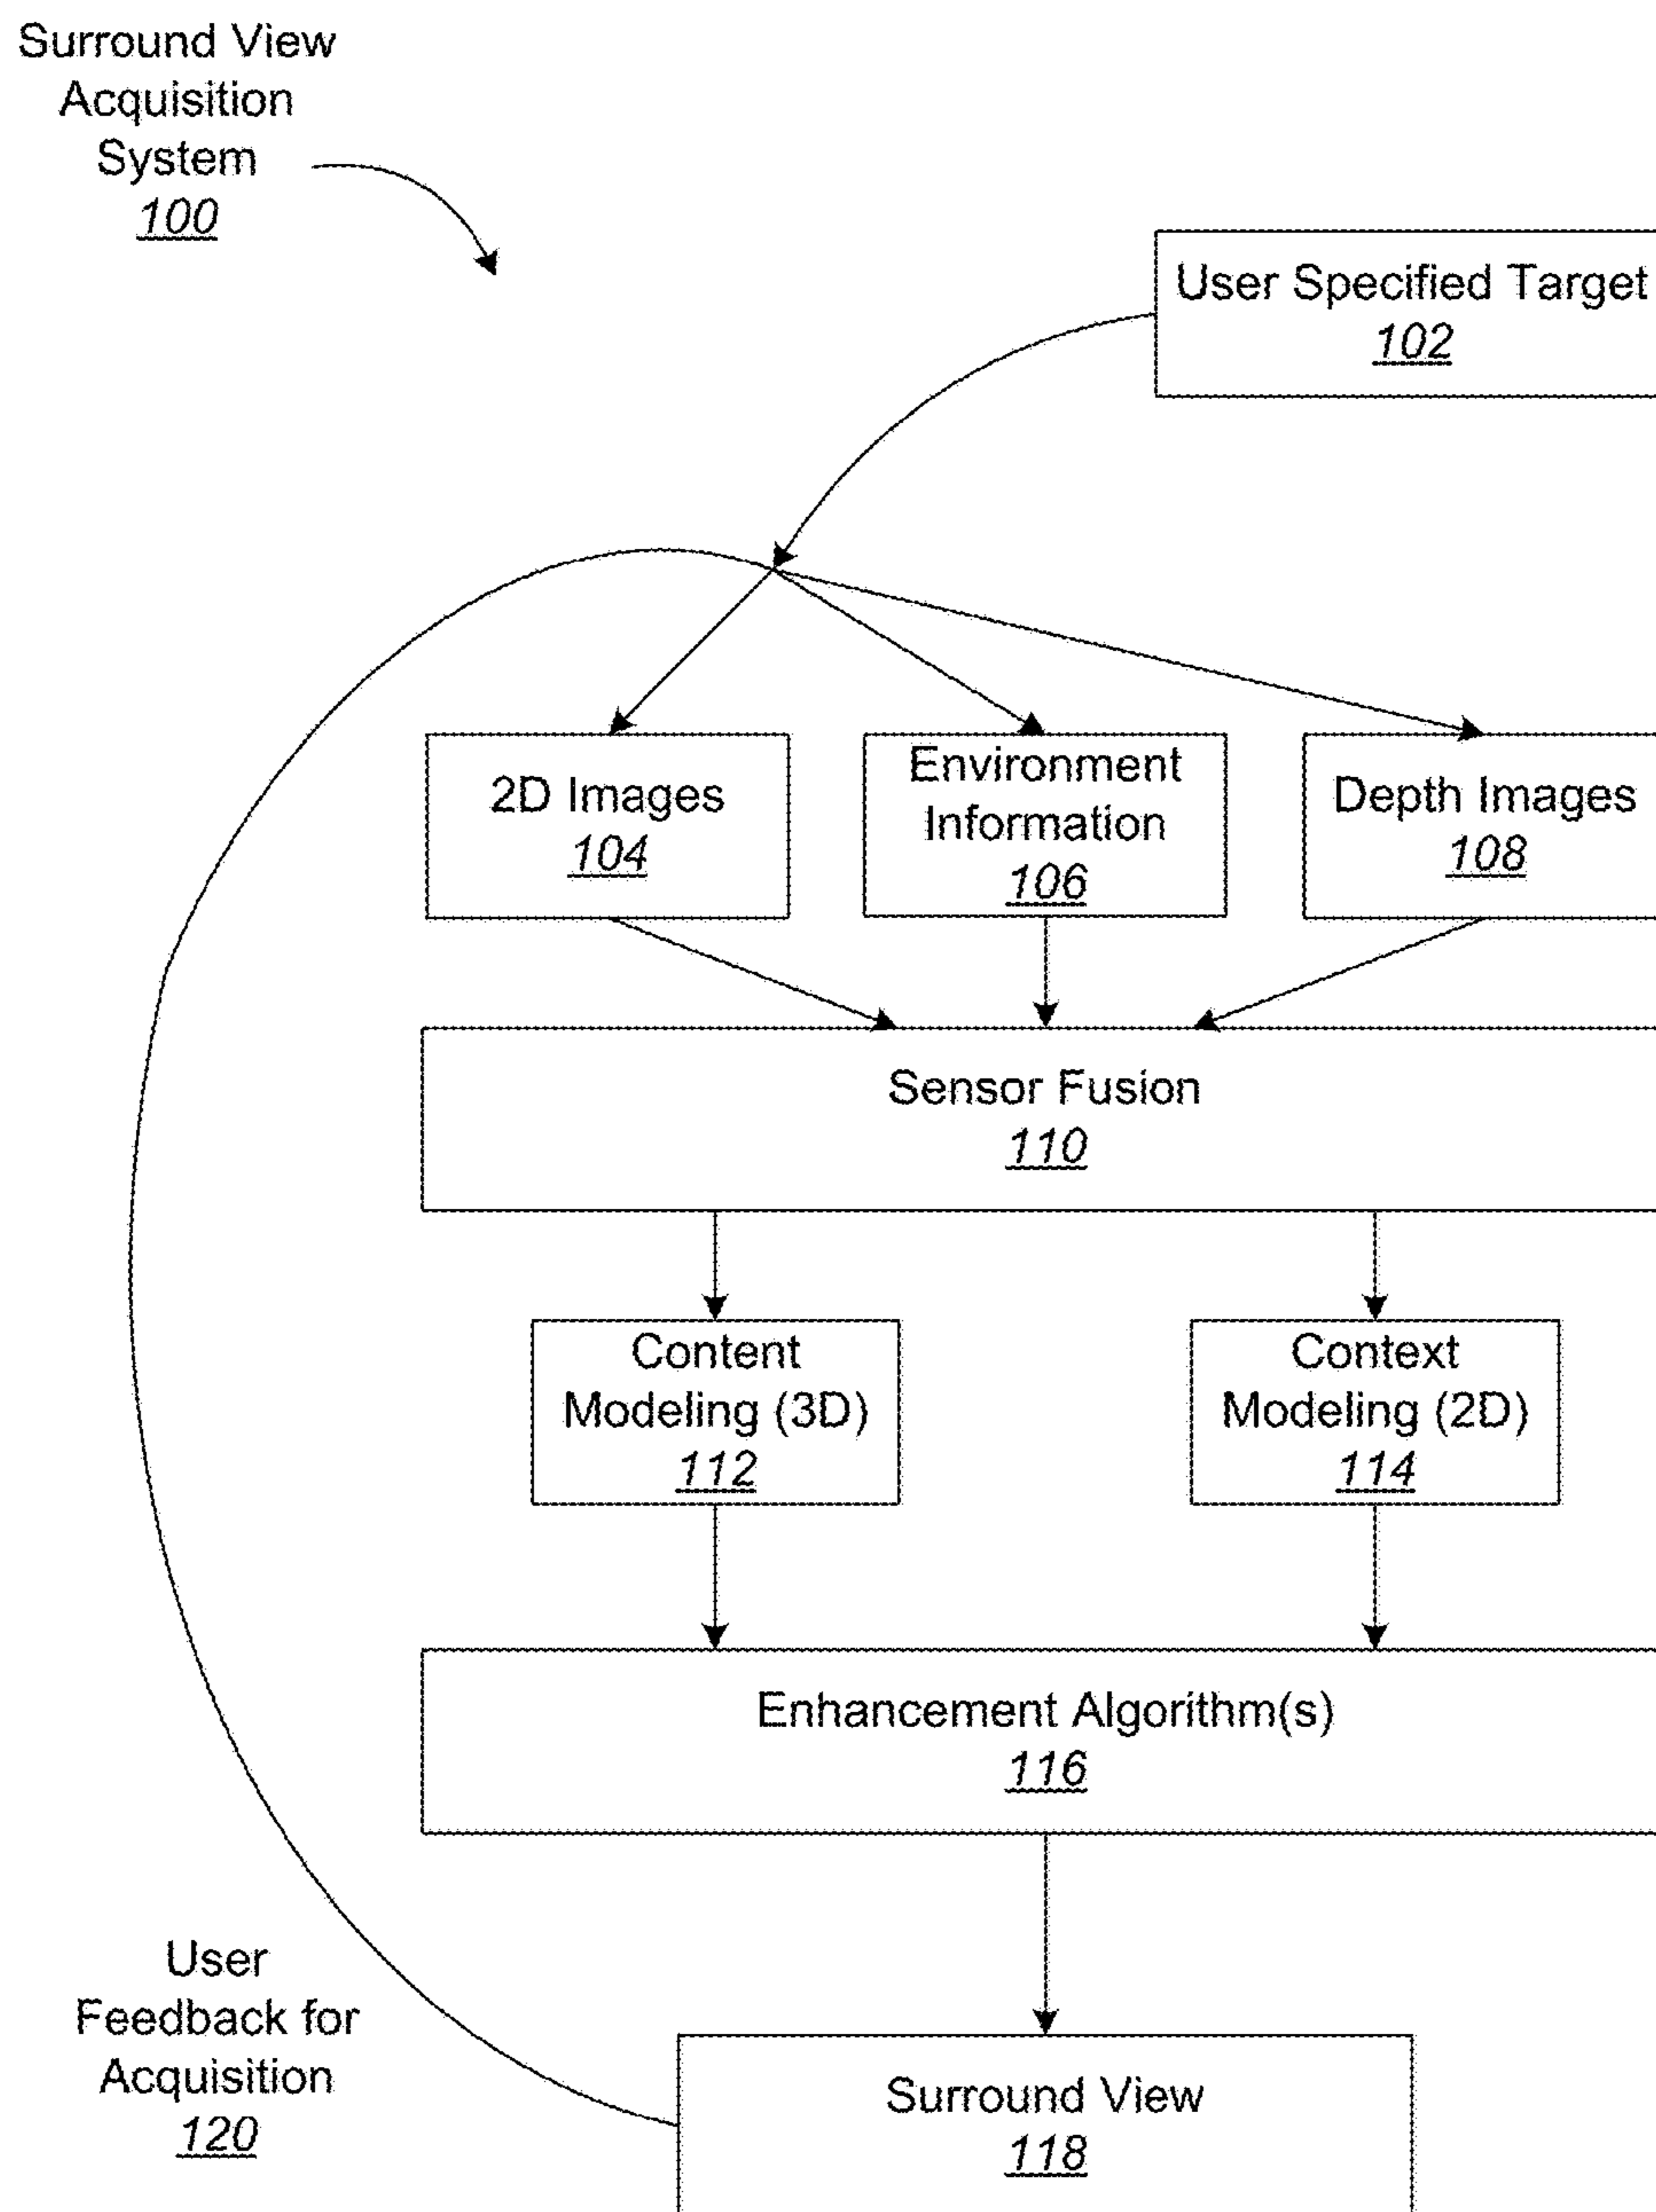 Surround View
Acquisition
System
100
User Specified Target
102
2D Images
104
Environment
Information
106
Depth Images
108
Sensor Fusion
110
Content
Modeling (3D)
112
Context
Modeling (2D)
114
Enhancement Algorithm(s)
116
User
Feedback for
Acquisition
120
Surround View
118